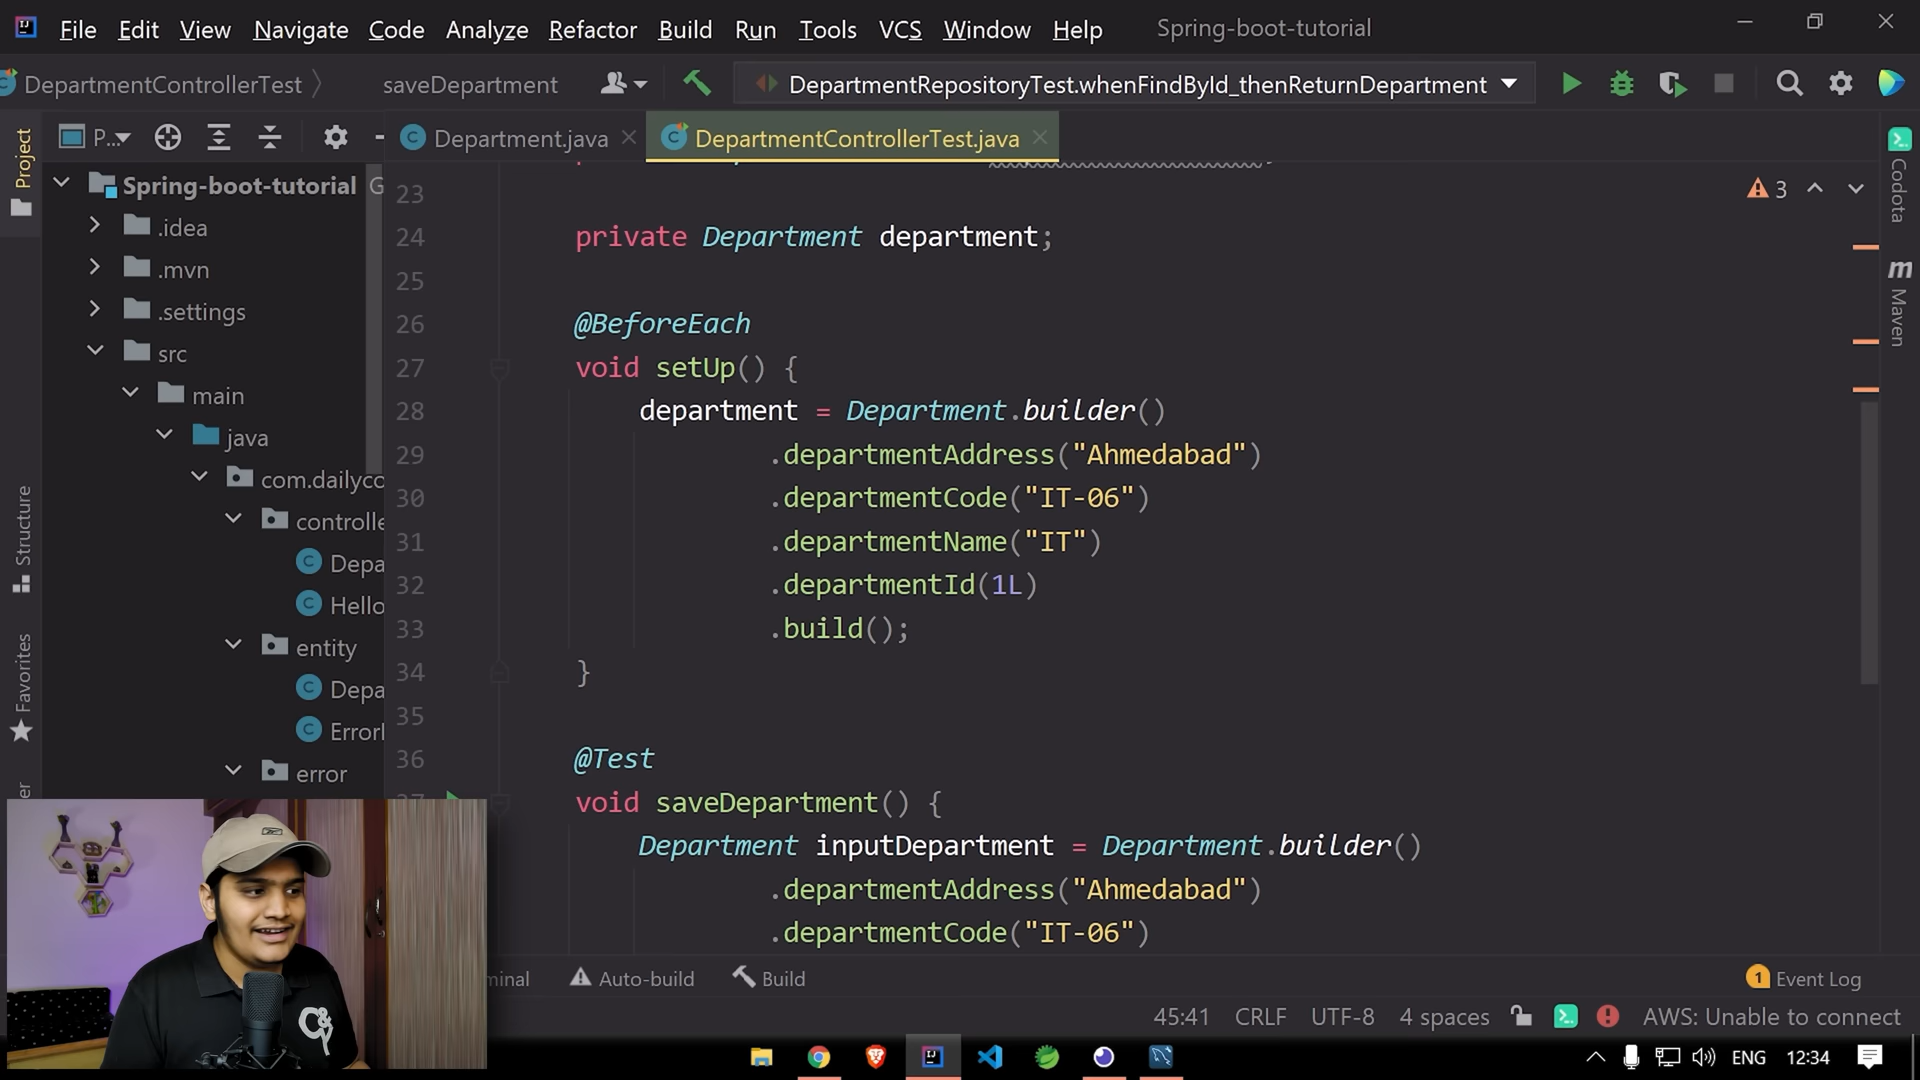 File Edit View Navigate Code Analyze Refactor Build Run Tools VCS Window Help Spring-boot-tutorial
DepartmentControllerTest saveDepartment DepartmentRepositoryTest.whenFindById_thenReturnDepartment
P... Department.java DepartmentControllerTest.java
Project
Structure
Favorites
Spring-boot-tutorial G
.idea
.mvn
.settings
src
main
java
com.dailyco
controlle
Depa
Hello
entity
Depa
Errorl
error
3
23
24 private Department department;
25
26 @BeforeEach
27 void setUp() {
28 department = Department.builder()
29 .departmentAddress("Ahmedabad")
30 .departmentCode("IT-06")
31 .departmentName("IT")
32 .departmentId(1L)
33 .build();
34 }
35
36 @Test
void saveDepartment() {
Department inputDepartment = Department.builder()
.departmentAddress("Ahmedabad")
.departmentCode("IT-06")
Codota
m Maven
minal Auto-build Build 1 Event Log
45:41 CRLF UTF-8 4 spaces AWS: Unable to connect
ENG 12:34